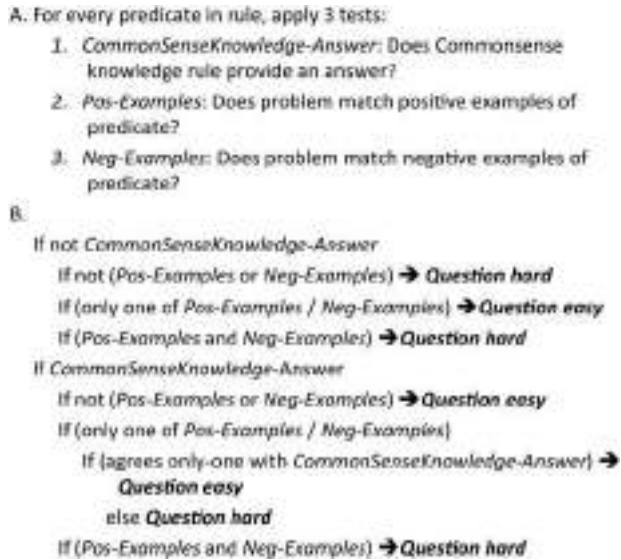 A. For every predicate in rule, apply 3 tests:
1. CommonSenseKnowledge-Answer: Does Commonsense
knowledge rule provide an answer?
2. Pos-Examples: Does problem match positive examples of
predicate?
3. Neg-Examples: Does problem match negative examples of
predicate?
B.
If not CommonSenseKnowledge-Answer
If not (Pos-Examples or Neg-Examples) ➔ Question hard
If (only one of Pos-Examples / Neg-Examples) ➔ Question easy
If (Pos-Examples and Neg-Examples) ➔ Question hard
If CommonSenseKnowledge-Answer
If not (Pos-Examples or Neg-Examples) ➔ Question easy
If (only one of Pos-Examples / Neg-Examples)
If (agrees only-one with CommonSenseKnowledge-Answer) ➔
Question easy
else Question hard
If (Pos-Examples and Neg-Examples) ➔ Question hard